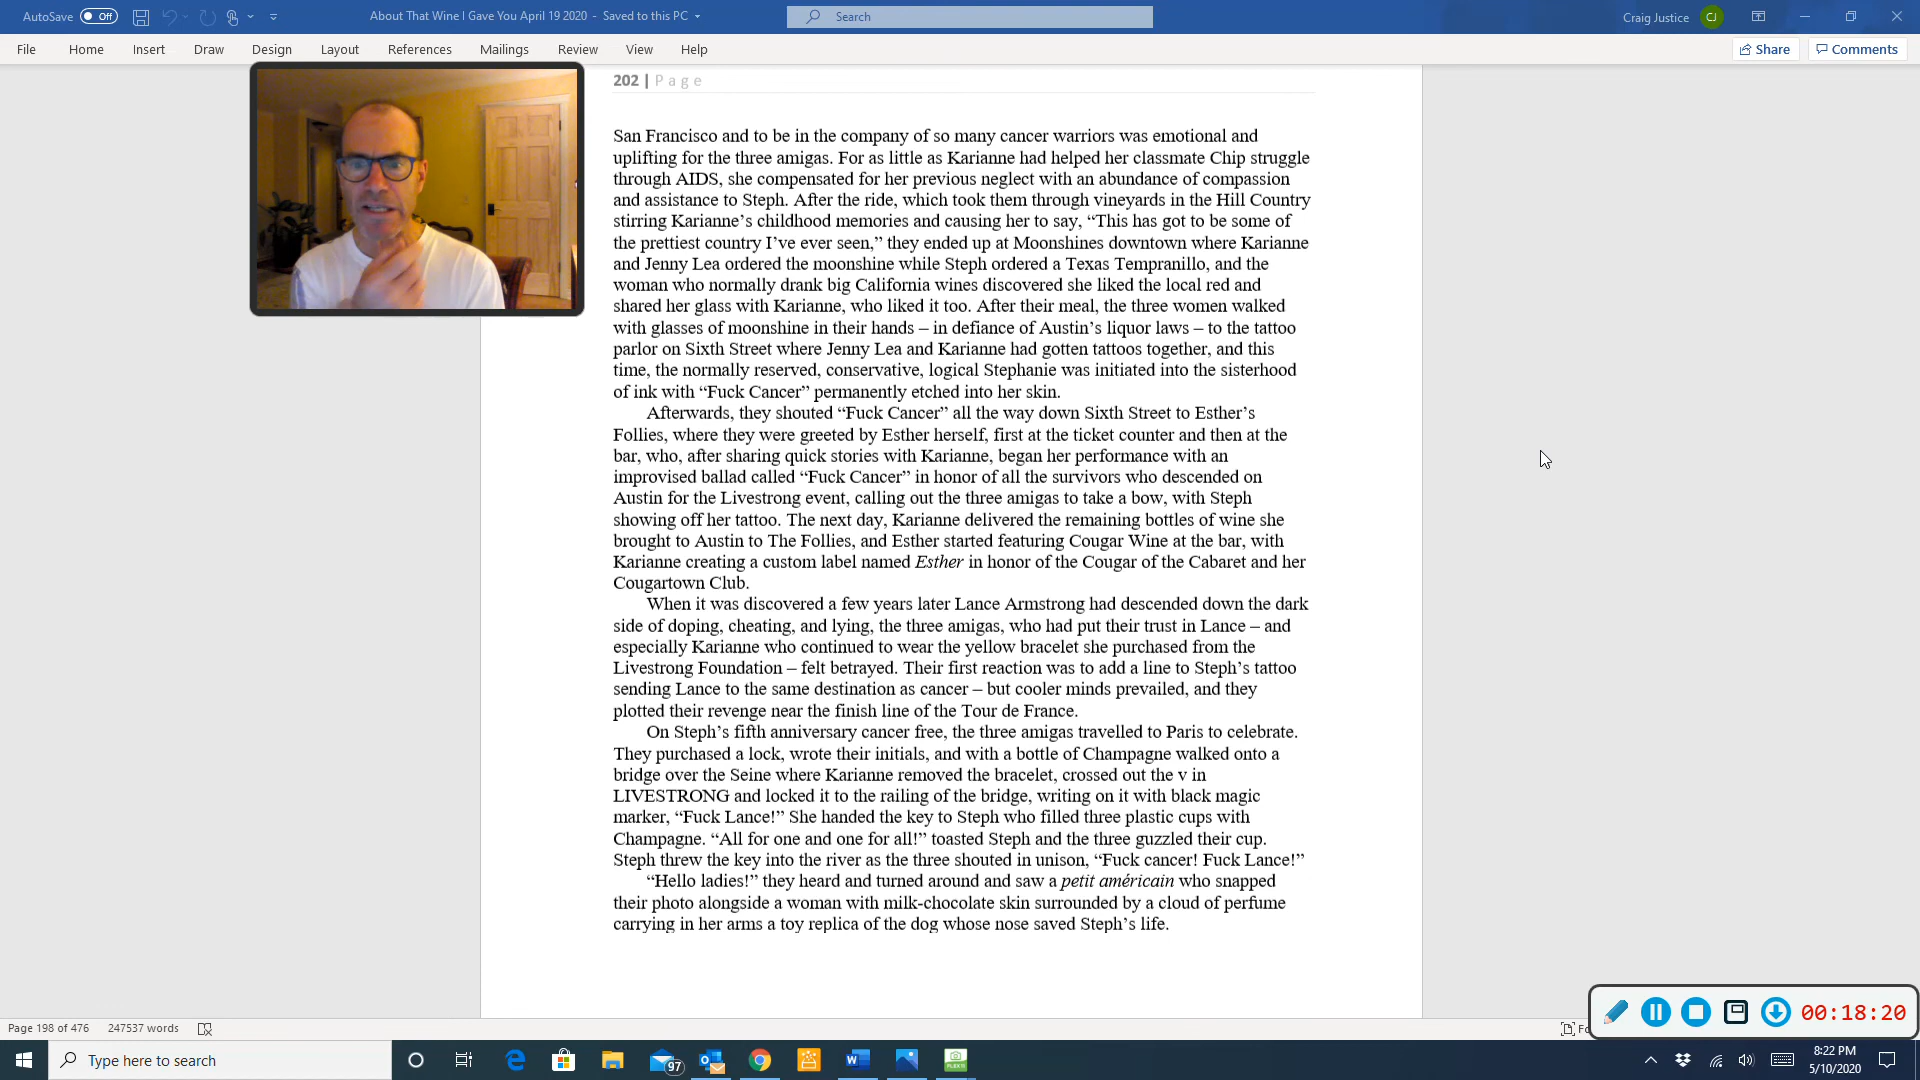 AutoSave Off About That Wine I Gave You April 19 2020 - Saved to this PC Search Craig Justice CJ
File Home Insert Draw Design Layout References Mailings Review View Help Share Comments
202 | Page
San Francisco and to be in the company of so many cancer warriors was emotional and
uplifting for the three amigas. For as little as Karianne had helped her classmate Chip struggle
through AIDS, she compensated for her previous neglect with an abundance of compassion
and assistance to Steph. After the ride, which took them through vineyards in the Hill Country
stirring Karianne’s childhood memories and causing her to say, “This has got to be some of
the prettiest country I’ve ever seen,” they ended up at Moonshines downtown where Karianne
and Jenny Lea ordered the moonshine while Steph ordered a Texas Tempranillo, and the
woman who normally drank big California wines discovered she liked the local red and
shared her glass with Karianne, who liked it too. After their meal, the three women walked
with glasses of moonshine in their hands – in defiance of Austin’s liquor laws – to the tattoo
parlor on Sixth Street where Jenny Lea and Karianne had gotten tattoos together, and this
time, the normally reserved, conservative, logical Stephanie was initiated into the sisterhood
of ink with “Fuck Cancer” permanently etched into her skin.
Afterwards, they shouted “Fuck Cancer” all the way down Sixth Street to Esther’s
Follies, where they were greeted by Esther herself, first at the ticket counter and then at the
bar, who, after sharing quick stories with Karianne, began her performance with an
improvised ballad called “Fuck Cancer” in honor of all the survivors who descended on
Austin for the Livestrong event, calling out the three amigas to take a bow, with Steph
showing off her tattoo. The next day, Karianne delivered the remaining bottles of wine she
brought to Austin to The Follies, and Esther started featuring Cougar Wine at the bar, with
Karianne creating a custom label named Esther in honor of the Cougar of the Cabaret and her
Cougartown Club.
When it was discovered a few years later Lance Armstrong had descended down the dark
side of doping, cheating, and lying, the three amigas, who had put their trust in Lance – and
especially Karianne who continued to wear the yellow bracelet she purchased from the
Livestrong Foundation – felt betrayed. Their first reaction was to add a line to Steph’s tattoo
sending Lance to the same destination as cancer – but cooler minds prevailed, and they
plotted their revenge near the finish line of the Tour de France.
On Steph’s fifth anniversary cancer free, the three amigas travelled to Paris to celebrate.
They purchased a lock, wrote their initials, and with a bottle of Champagne walked onto a
bridge over the Seine where Karianne removed the bracelet, crossed out the v in
LIVESTRONG and locked it to the railing of the bridge, writing on it with black magic
marker, “Fuck Lance!” She handed the key to Steph who filled three plastic cups with
Champagne. “All for one and one for all!” toasted Steph and the three guzzled their cup.
Steph threw the key into the river as the three shouted in unison, “Fuck cancer! Fuck Lance!”
“Hello ladies!” they heard and turned around and saw a petit américain who snapped
their photo alongside a woman with milk-chocolate skin surrounded by a cloud of perfume
carrying in her arms a toy replica of the dog whose nose saved Steph’s life.
00:18:20
Page 198 of 476 247537 words Fo
Type here to search 97 8:22 PM
5/10/2020